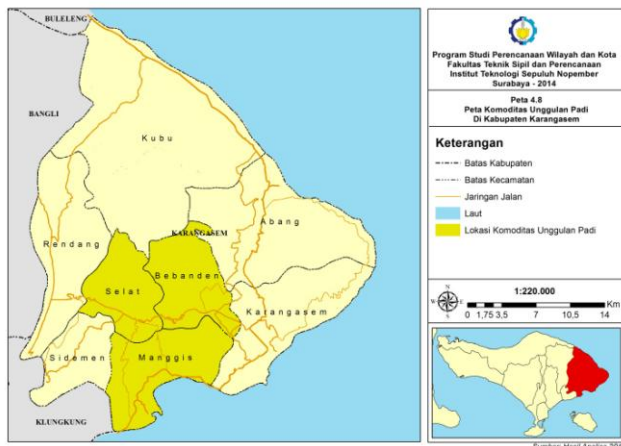 BULELENG
BANGLI
Kubu
Abang
Rendang
KARANGASEM
Bebanden
Selat
Karangasem
Sidemen
Manggis
KLUNGKUNG
Program Studi Perencanaan Wilayah dan Kota
Fakultas Teknik Sipil dan Perencanaan
Institut Teknologi Sepuluh Nopember
Surabaya - 2014
Peta 4.8
Peta Komoditas Unggulan Padi
Di Kabupaten Karangasem
Keterangan
Batas Kabupaten
Batas Kecamatan
Jaringan Jalan
Laut
Lokasi Komoditas Unggulan Padi
N
W E
S
1:220.000
Km
0 1,75 3,5 7 10,5 14